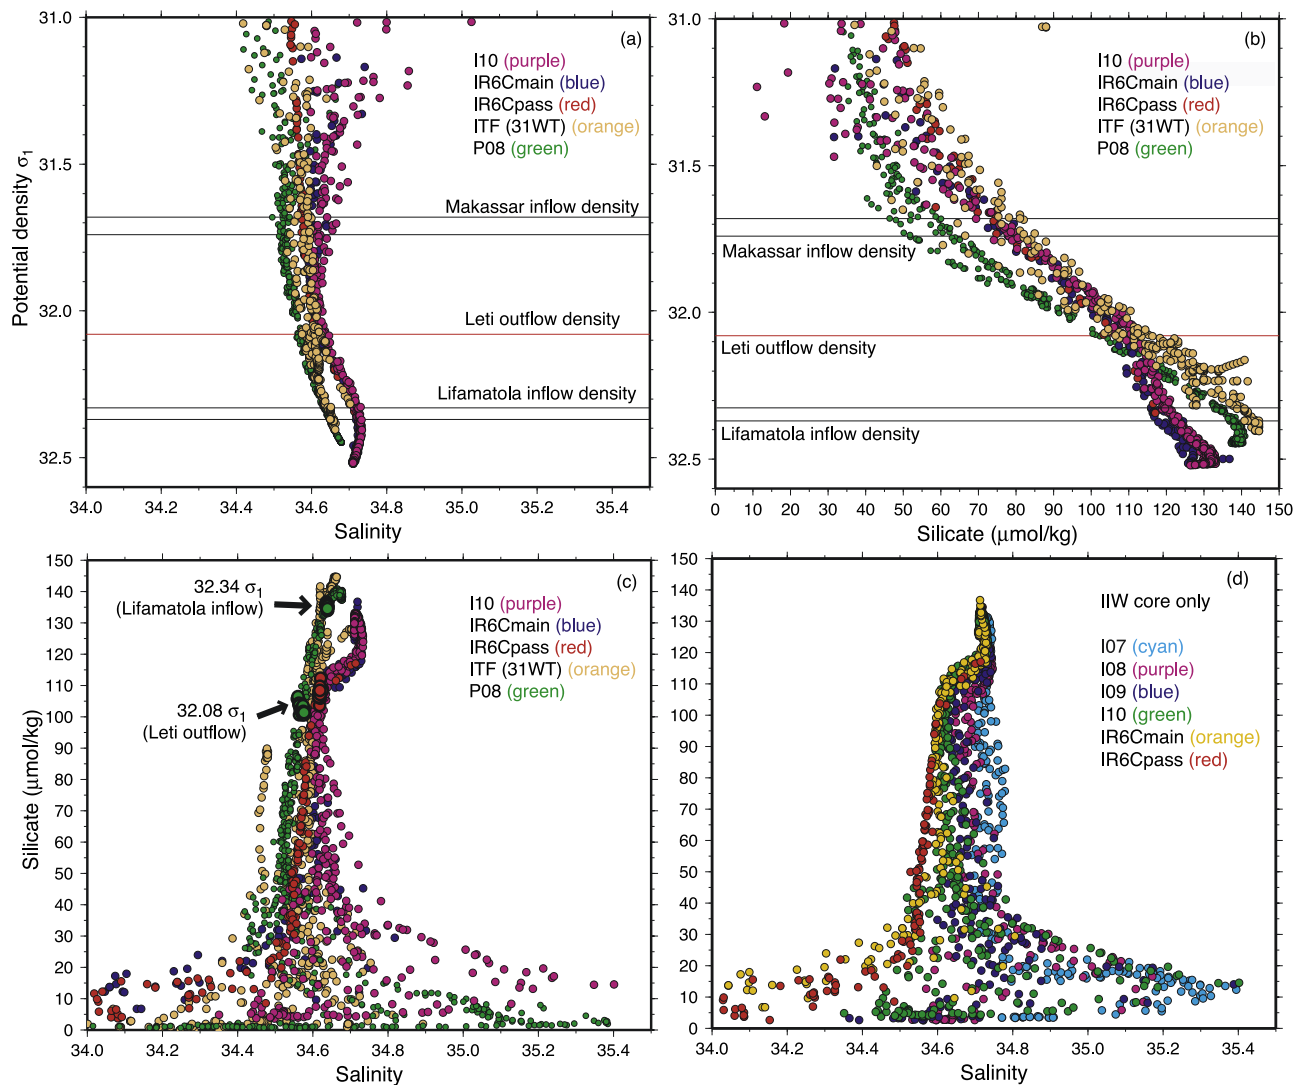 31.0
31.5
32.0
32.5
Potential density σ1
(a)
I10 (purple)
IR6Cmain (blue)
IR6Cpass (red)
ITF (31WT) (orange)
P08 (green)
Makassar inflow density
Leti outflow density
Lifamatola inflow density
34.0 34.2 34.4 34.6 34.8 35.0 35.2 35.4
Salinity
31.0
31.5
32.0
32.5
(b)
I10 (purple)
IR6Cmain (blue)
IR6Cpass (red)
ITF (31WT) (orange)
P08 (green)
Makassar inflow density
Leti outflow density
Lifamatola inflow density
0 10 20 30 40 50 60 70 80 90 100 110 120 130 140 150
Silicate (μmol/kg)
150
140
130
120
110
100
90
80
70
60
50
40
30
20
10
0
Silicate (μmol/kg)
(c)
32.34 σ1
(Lifamatola inflow)
32.08 σ1
(Leti outflow)
I10 (purple)
IR6Cmain (blue)
IR6Cpass (red)
ITF (31WT) (orange)
P08 (green)
34.0 34.2 34.4 34.6 34.8 35.0 35.2 35.4
Salinity
150
140
130
120
110
100
90
80
70
60
50
40
30
20
10
0
(d)
IIW core only
I07 (cyan)
I08 (purple)
I09 (blue)
I10 (green)
IR6Cmain (orange)
IR6Cpass (red)
34.0 34.2 34.4 34.6 34.8 35.0 35.2 35.4
Salinity